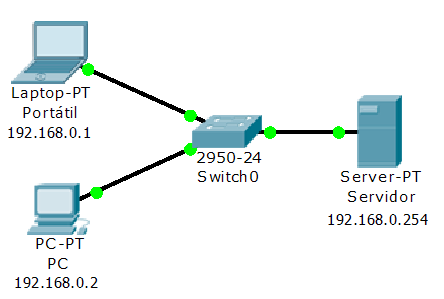 Laptop-PT
Portátil
192.168.0.1
2950-24
Switch0
Server-PT
Servidor
192.168.0.254
PC-PT
PC
192.168.0.2